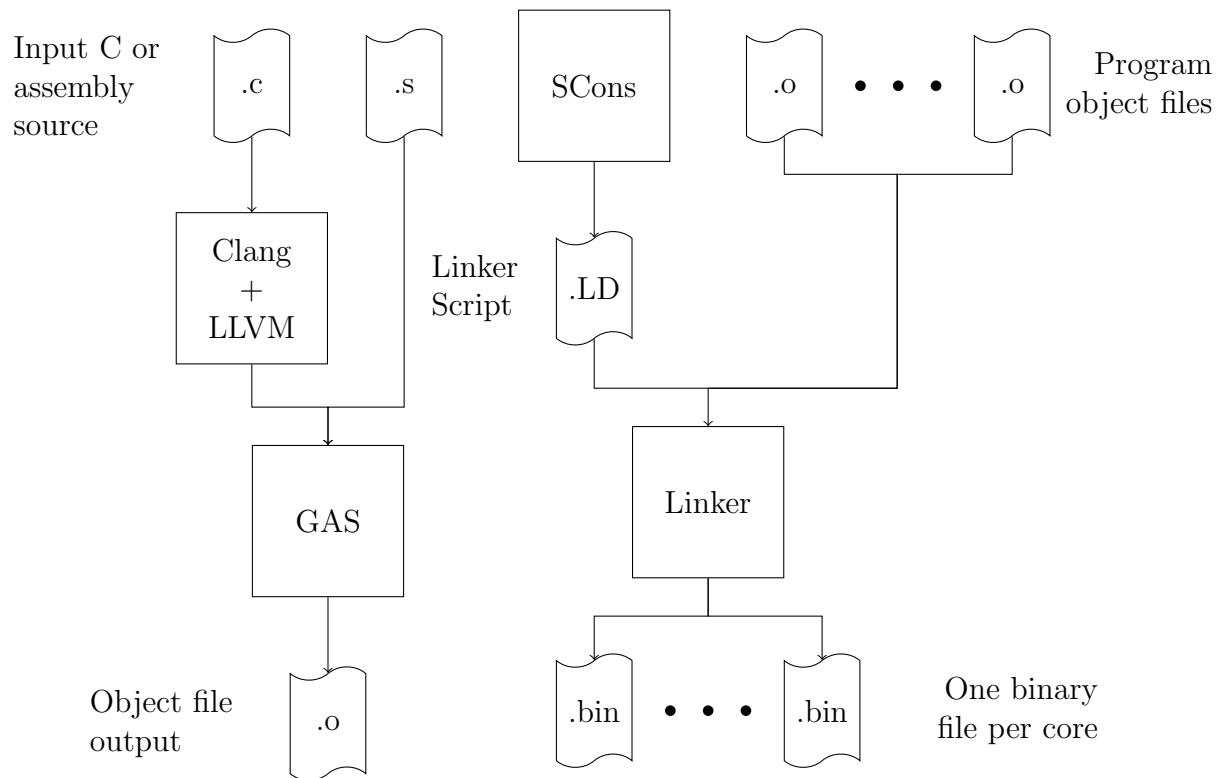 Input C or
assembly
source
.c
.s
SCons
.o
.o
Program
object files
Clang
+
LLVM
Linker
Script
.LD
GAS
Linker
Object file
output
.o
.bin
.bin
One binary
file per core